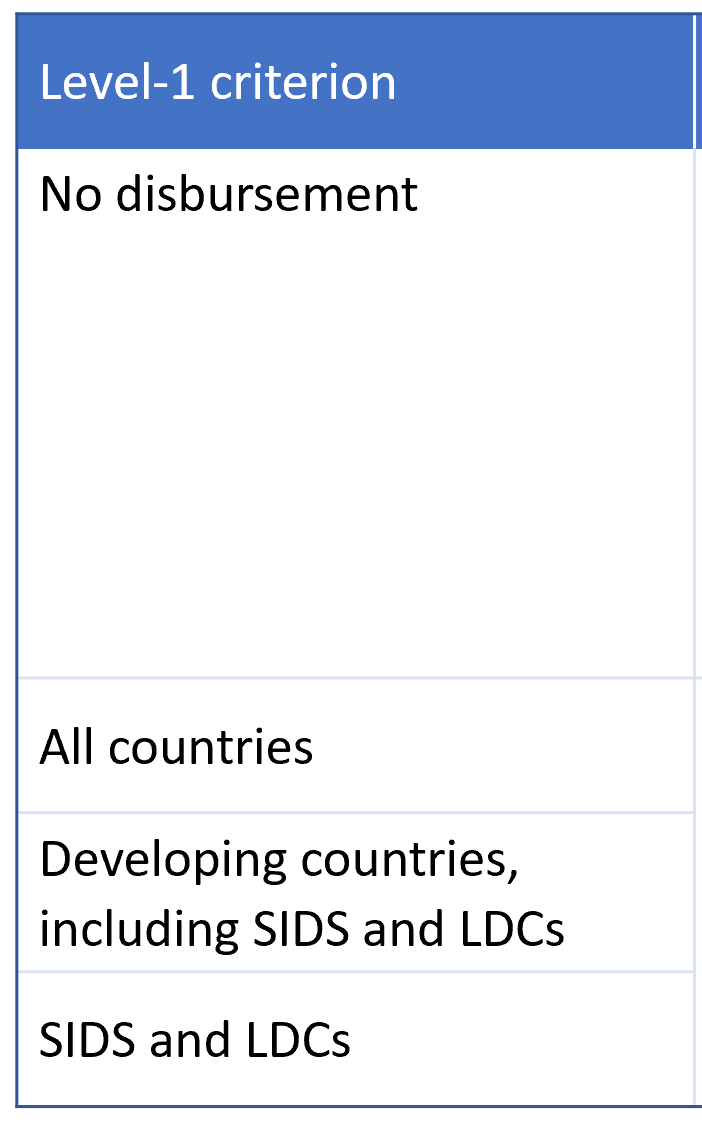 Level-1 criterion
No disbursement
All countries
Developing countries,
including SIDS and LDCs
SIDS and LDCs